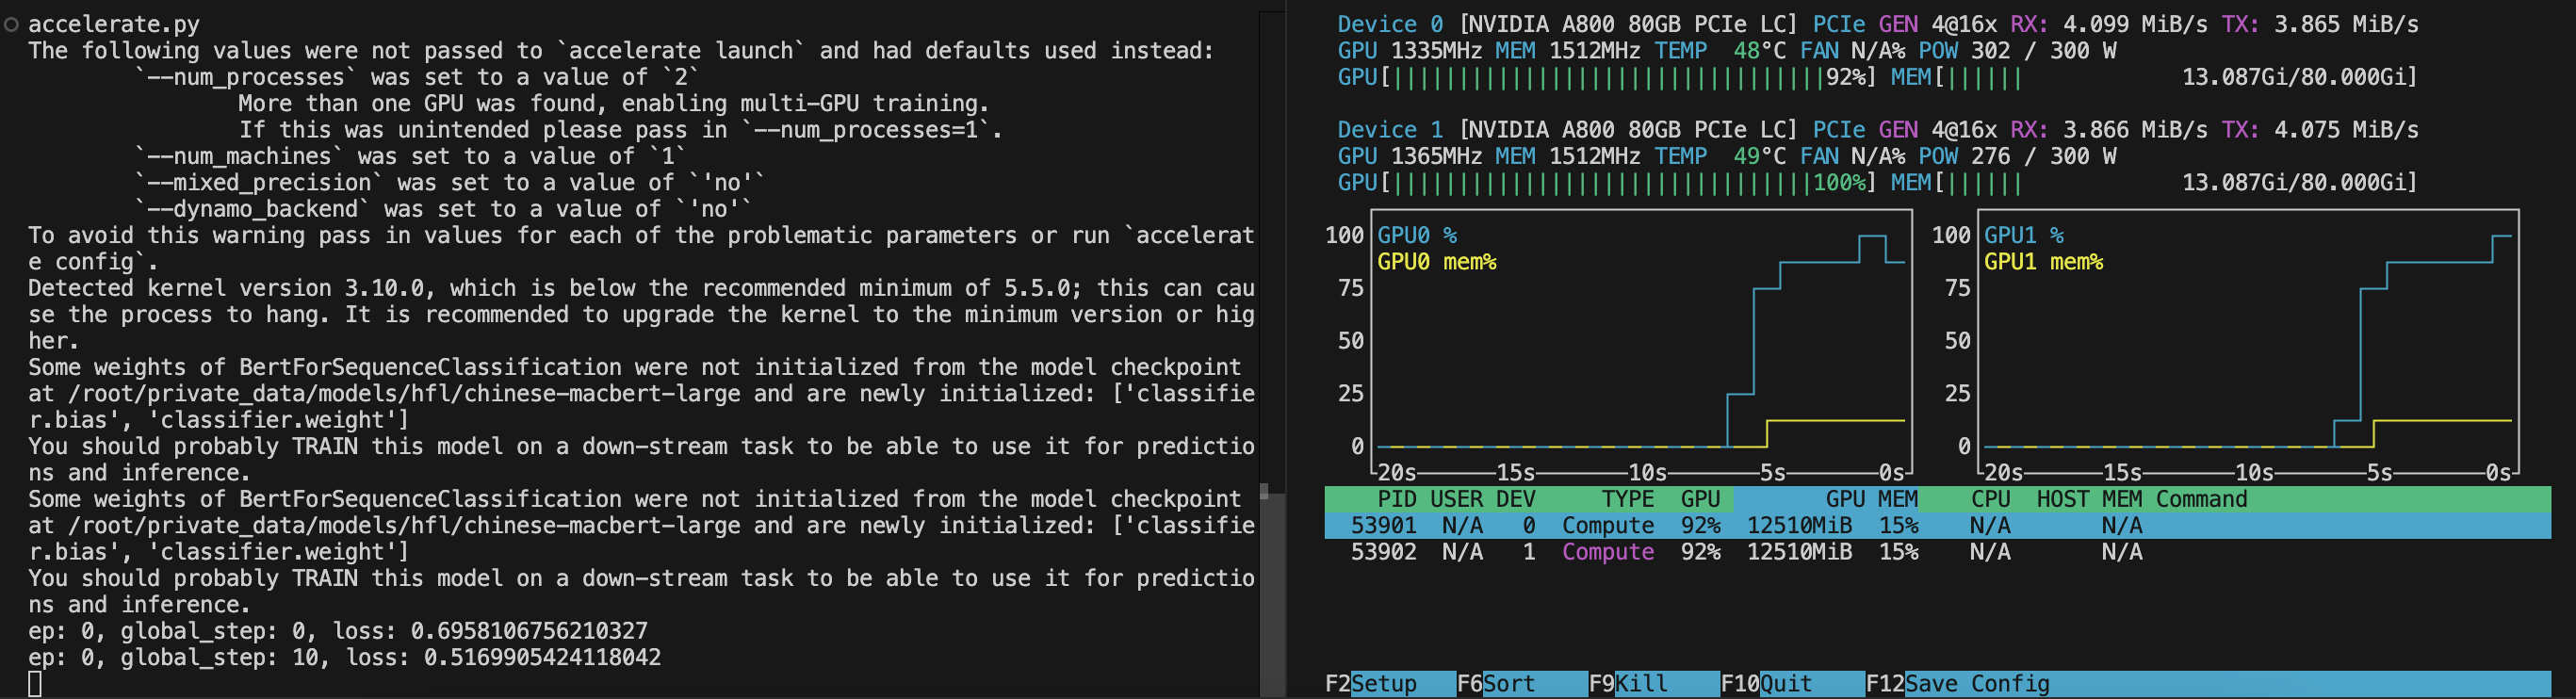 accelerate.py
The following values were not passed to `accelerate launch` and had defaults used instead:
`--num_processes` was set to a value of `2`
More than one GPU was found, enabling multi-GPU training.
If this was unintended please pass in `--num_processes=1`.
`--num_machines` was set to a value of `1`
`--mixed_precision` was set to a value of `'no'`
`--dynamo_backend` was set to a value of `'no'`
To avoid this warning pass in values for each of the problematic parameters or run `accelerat
e config`.
Detected kernel version 3.10.0, which is below the recommended minimum of 5.5.0; this can cau
se the process to hang. It is recommended to upgrade the kernel to the minimum version or hig
her.
Some weights of BertForSequenceClassification were not initialized from the model checkpoint
at /root/private_data/models/hfl/chinese-macbert-large and are newly initialized: ['classifie
r.bias', 'classifier.weight']
You should probably TRAIN this model on a down-stream task to be able to use it for predictio
ns and inference.
Some weights of BertForSequenceClassification were not initialized from the model checkpoint
at /root/private_data/models/hfl/chinese-macbert-large and are newly initialized: ['classifie
r.bias', 'classifier.weight']
You should probably TRAIN this model on a down-stream task to be able to use it for predictio
ns and inference.
ep: 0, global_step: 0, loss: 0.6958106756210327
ep: 0, global_step: 10, loss: 0.5169905424118042
Device 0 [NVIDIA A800 80GB PCIe LC] PCIe GEN 4@16x RX: 4.099 MiB/s TX: 3.865 MiB/s
GPU 1335MHz MEM 1512MHz TEMP 48°C FAN N/A% POW 302 / 300 W
GPU[||||||||||||||||||||||||||||||||92%] MEM[|||||| 13.087Gi/80.000Gi]
Device 1 [NVIDIA A800 80GB PCIe LC] PCIe GEN 4@16x RX: 3.866 MiB/s TX: 4.075 MiB/s
GPU 1365MHz MEM 1512MHz TEMP 49°C FAN N/A% POW 276 / 300 W
GPU[|||||||||||||||||||||||||||||||100%] MEM[|||||| 13.087Gi/80.000Gi]
100 GPU0 %
GPU0 mem%
75
50
25
0
20s 15s 10s 5s 0s
100 GPU1 %
GPU1 mem%
75
50
25
0
20s 15s 10s 5s 0s
PID USER DEV TYPE GPU GPU MEM CPU HOST MEM Command
53901 N/A 0 Compute 92% 12510MiB 15% N/A N/A
53902 N/A 1 Compute 92% 12510MiB 15% N/A N/A
F2Setup F6Sort F9Kill F10Quit F12Save Config